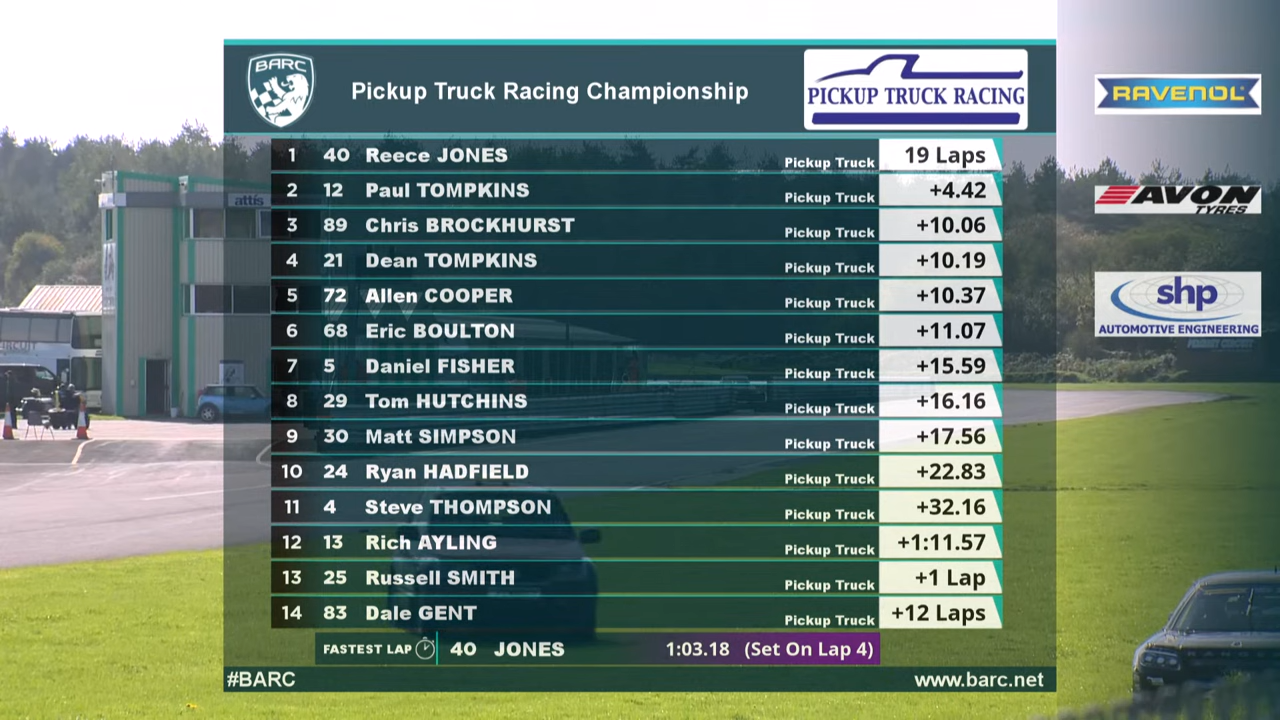 BARC
Pickup Truck Racing Championship
PICKUP TRUCK RACING
RAVENOL
1 40 Reece JONES Pickup Truck 19 Laps
2 12 Paul TOMPKINS Pickup Truck +4.42
3 89 Chris BROCKHURST Pickup Truck +10.06
4 21 Dean TOMPKINS Pickup Truck +10.19
5 72 Allen COOPER Pickup Truck +10.37
6 68 Eric BOULTON Pickup Truck +11.07
7 5 Daniel FISHER Pickup Truck +15.59
8 29 Tom HUTCHINS Pickup Truck +16.16
9 30 Matt SIMPSON Pickup Truck +17.56
10 24 Ryan HADFIELD Pickup Truck +22.83
11 4 Steve THOMPSON Pickup Truck +32.16
12 13 Rich AYLING Pickup Truck +1:11.57
13 25 Russell SMITH Pickup Truck +1 Lap
14 83 Dale GENT Pickup Truck +12 Laps
FASTEST LAP 40 JONES 1:03.18 (Set On Lap 4)
#BARC www.barc.net
attis
AVON
TYRES
shp
AUTOMOTIVE ENGINEERING